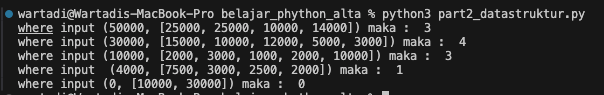 wartadi@Wartadis-MacBook-Pro belajar_phython_alta % python3 part2_datastruktur.py
where input (50000, [25000, 25000, 10000, 14000]) maka :  3
where input (30000, [15000, 10000, 12000, 5000, 3000]) maka :  4
where input (10000, [2000, 3000, 1000, 2000, 10000]) maka :  3
where input  (4000, [7500, 3000, 2500, 2000]) maka :  1
where input (0, [10000, 30000]) maka :  0